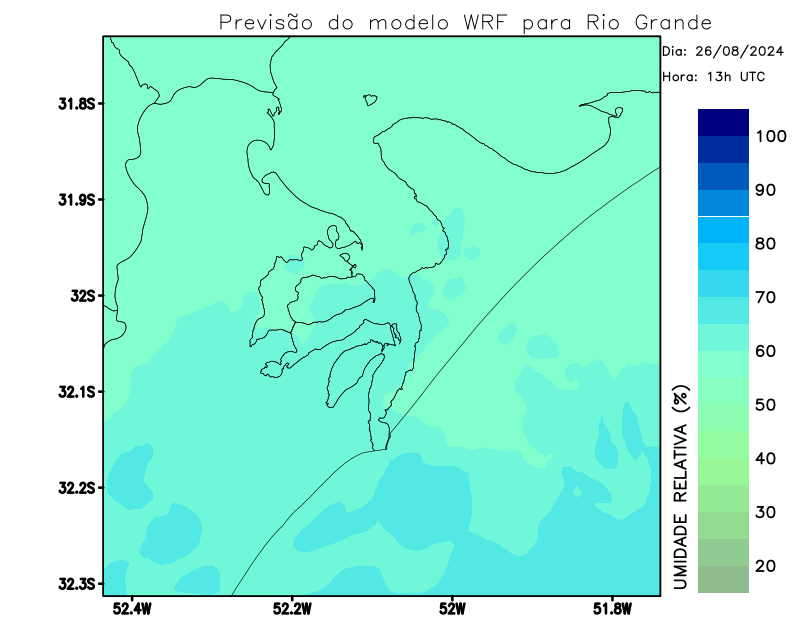 Previsão do modelo WRF para Rio Grande
Dia: 26/08/2024
Hora: 13h UTC
31.8S
31.9S
32S
32.1S
32.2S
32.3S
52.4W
52.2W
52W
51.8W
100
90
80
70
60
50
40
30
20
UMIDADE RELATIVA (%)